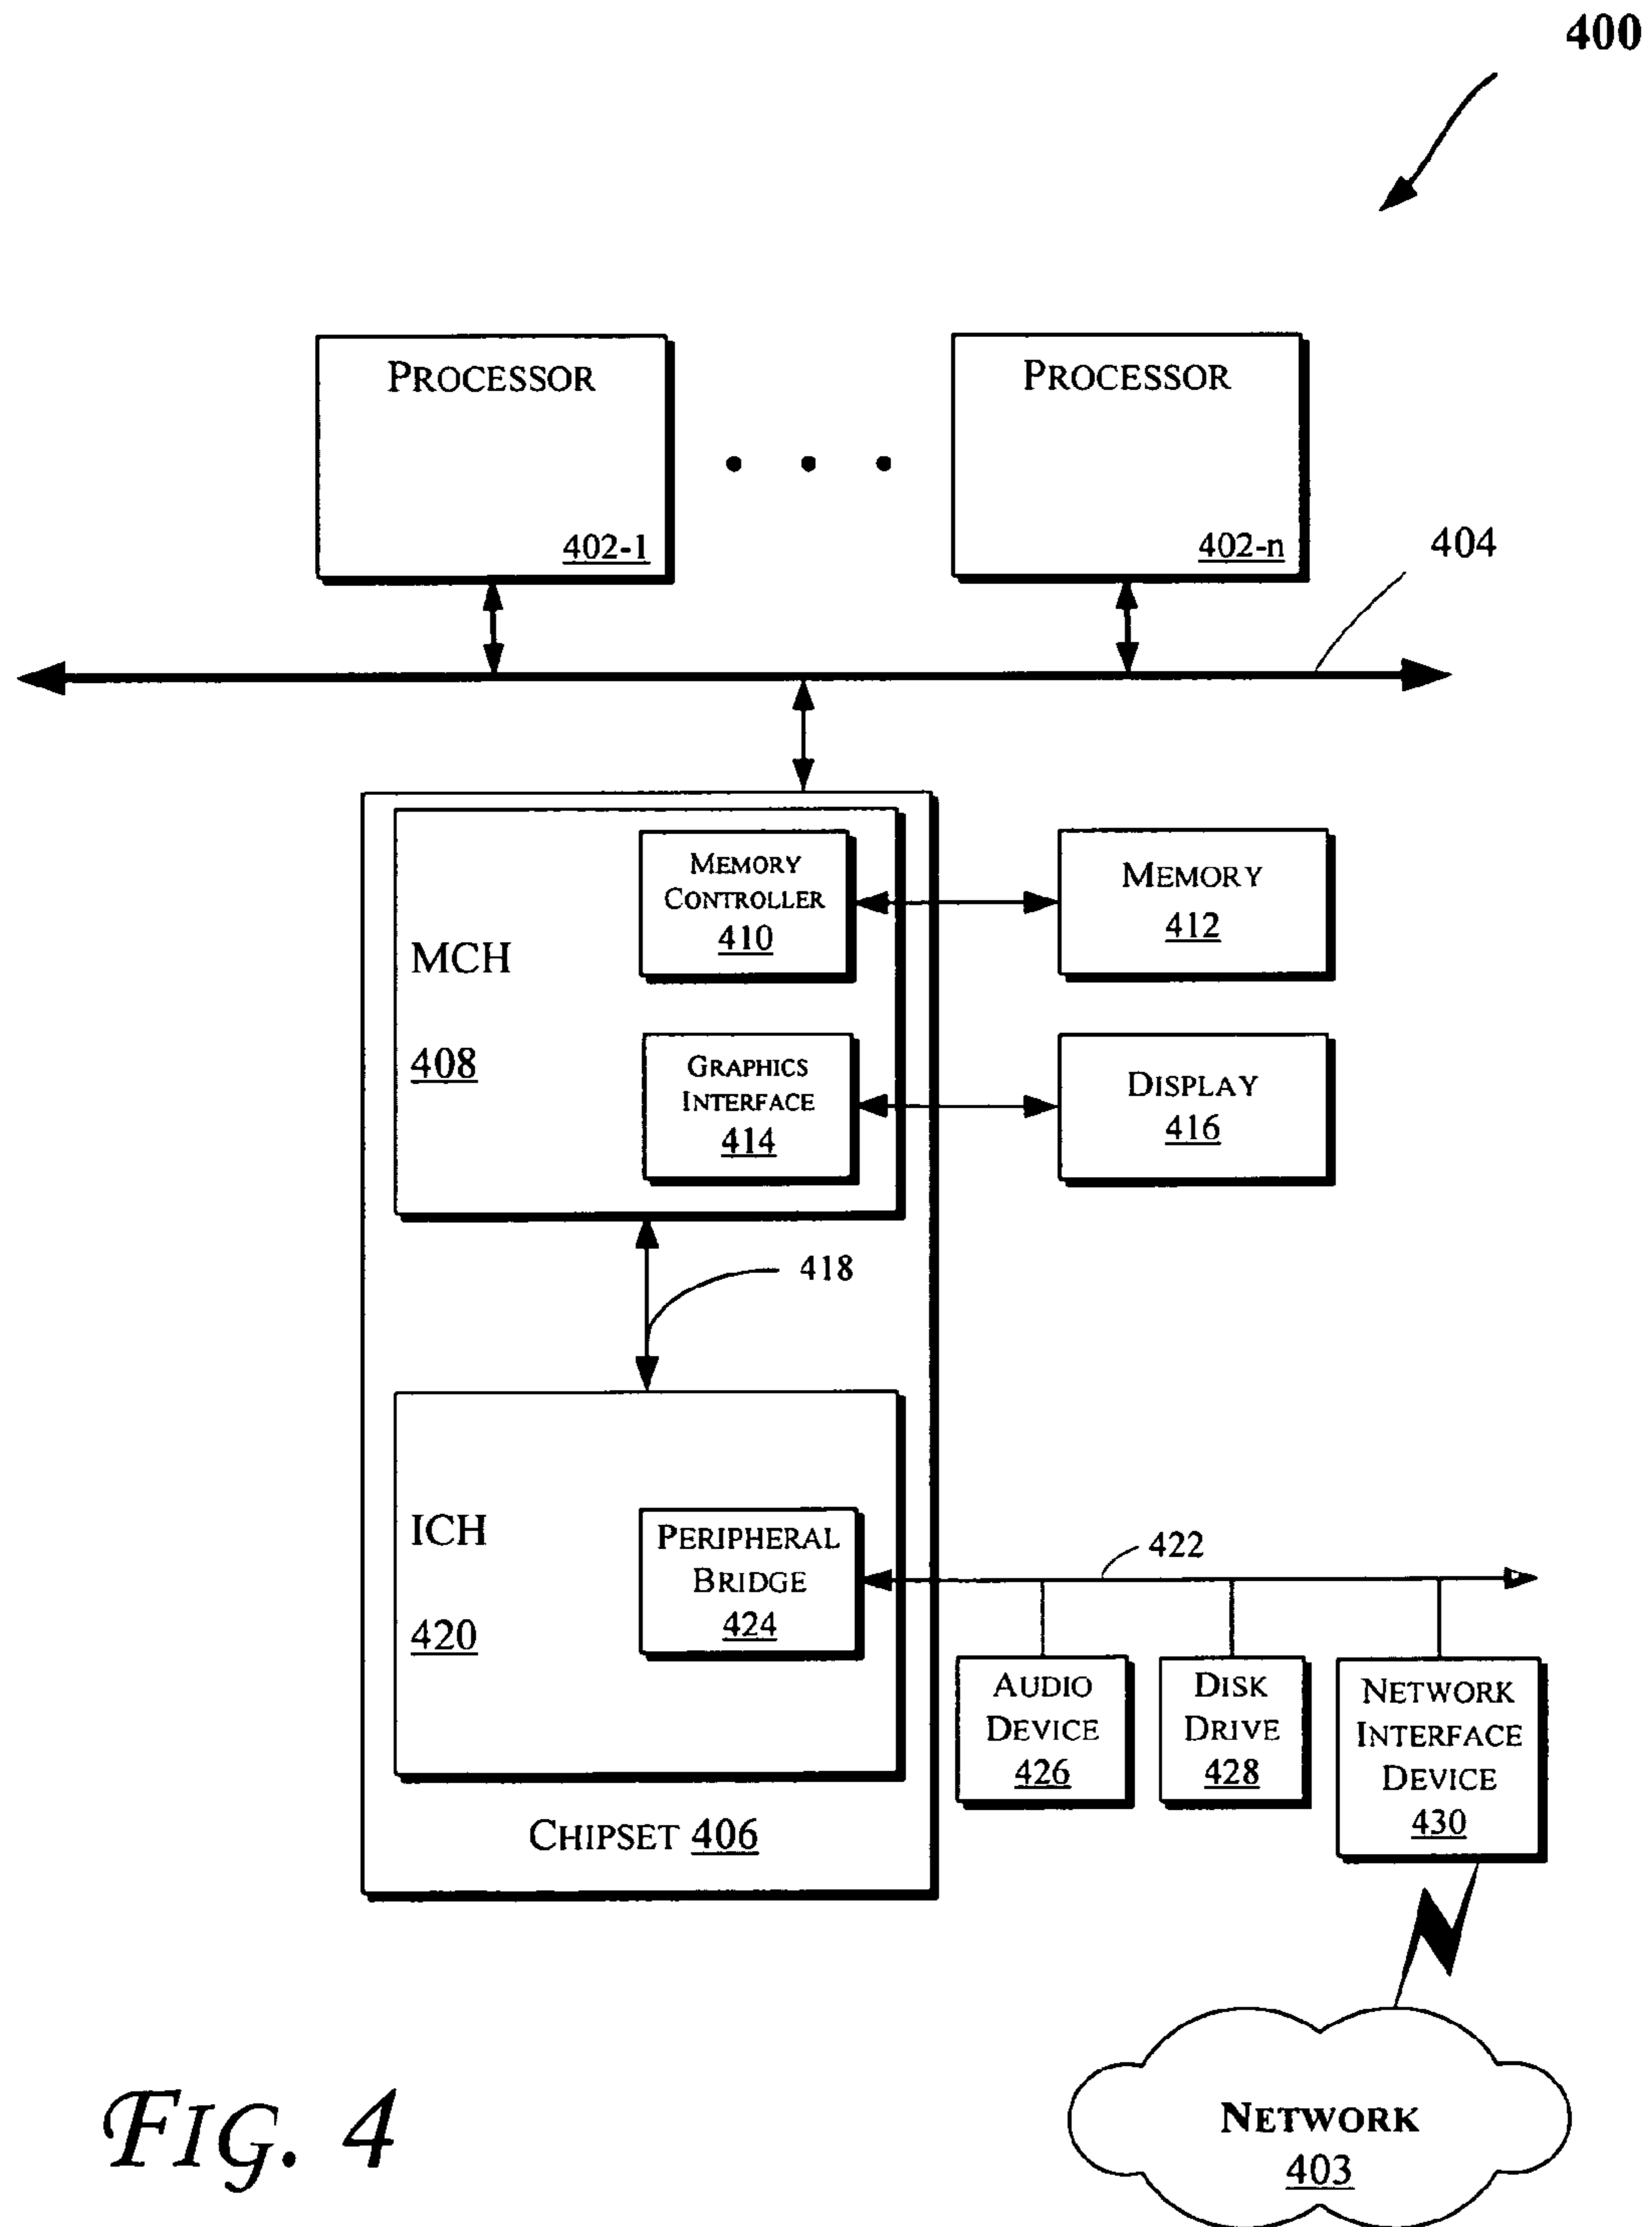 400
PROCESSOR
402-1
PROCESSOR
402-n
404
MEMORY
CONTROLLER
410
MEMORY
412
MCH
408
GRAPHICS
INTERFACE
414
DISPLAY
416
418
ICH
420
PERIPHERAL
BRIDGE
424
422
AUDIO
DEVICE
426
DISK
DRIVE
428
NETWORK
INTERFACE
DEVICE
430
CHIPSET 406
NETWORK
403
FIG. 4